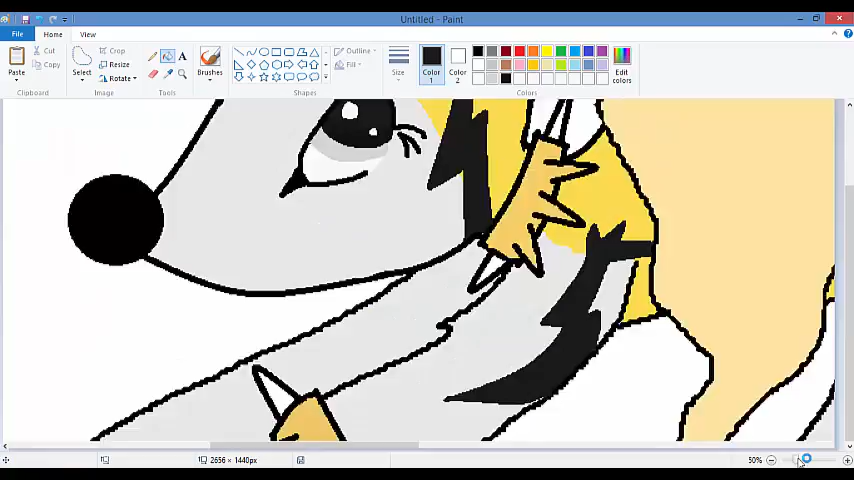 Untitled - Paint
File Home View
Paste Cut Copy
Clipboard
Select Crop Resize Rotate
Image
Tools
Brushes
Shapes
Outline
Fill
Size
Color 1
Color 2
Edit colors
Colors
2656 × 1440px
50%